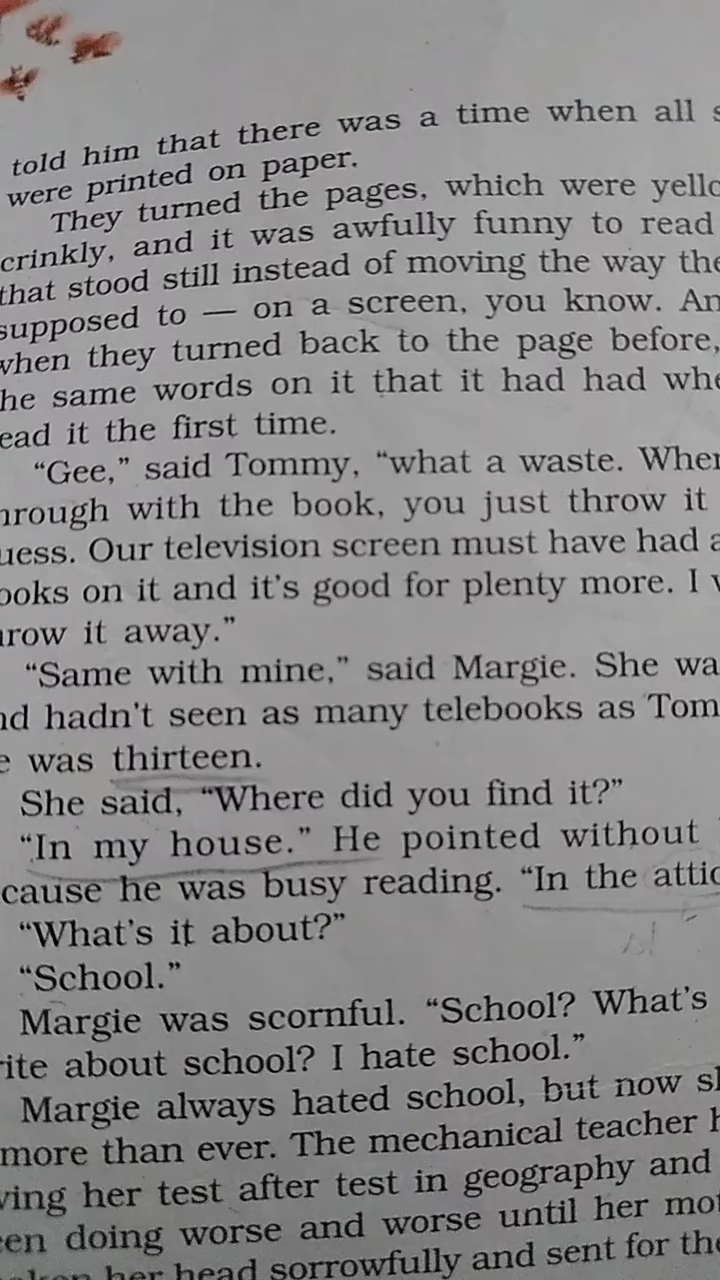 told him that there was a time when all s
were printed on paper.
They turned the pages, which were yello
crinkly, and it was awfully funny to read
that stood still instead of moving the way the
supposed to — on a screen, you know. An
when they turned back to the page before,
he same words on it that it had had whe
ead it the first time.
“Gee,” said Tommy, “what a waste. When
hrough with the book, you just throw it
uess. Our television screen must have had a
ooks on it and it's good for plenty more. I w
hrow it away.”
“Same with mine,” said Margie. She wa
nd hadn't seen as many telebooks as Tom
e was thirteen.
She said, “Where did you find it?”
“In my house.” He pointed without
cause he was busy reading. “In the attic
“What's it about?”
“School.”
Margie was scornful. “School? What's
rite about school? I hate school.”
Margie always hated school, but now sh
more than ever. The mechanical teacher h
ving her test after test in geography and
een doing worse and worse until her mot
her head sorrowfully and sent for the